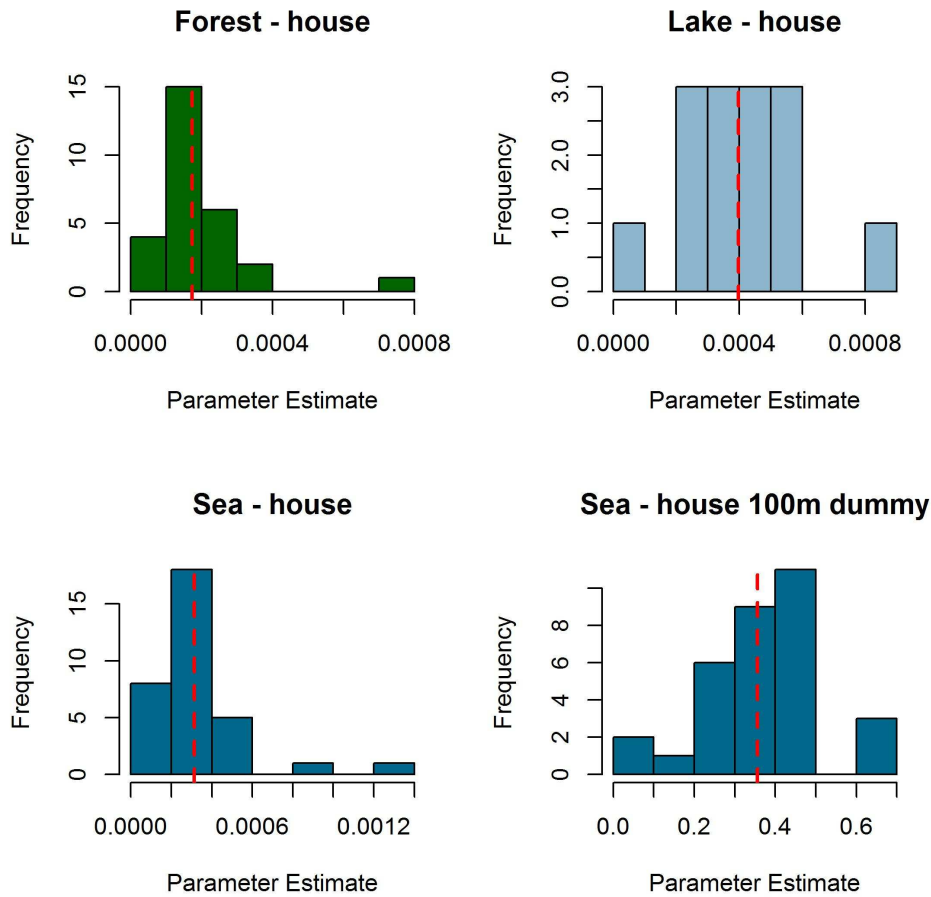 Forest - house
Frequency
15
10
5
0
0.0000 0.0004 0.0008
Parameter Estimate
Lake - house
Frequency
3.0
2.0
1.0
0.0
0.0000 0.0004 0.0008
Parameter Estimate
Sea - house
Frequency
15
10
5
0
0.0000 0.0006 0.0012
Parameter Estimate
Sea - house 100m dummy
Frequency
8
6
4
2
0
0.0 0.2 0.4 0.6
Parameter Estimate